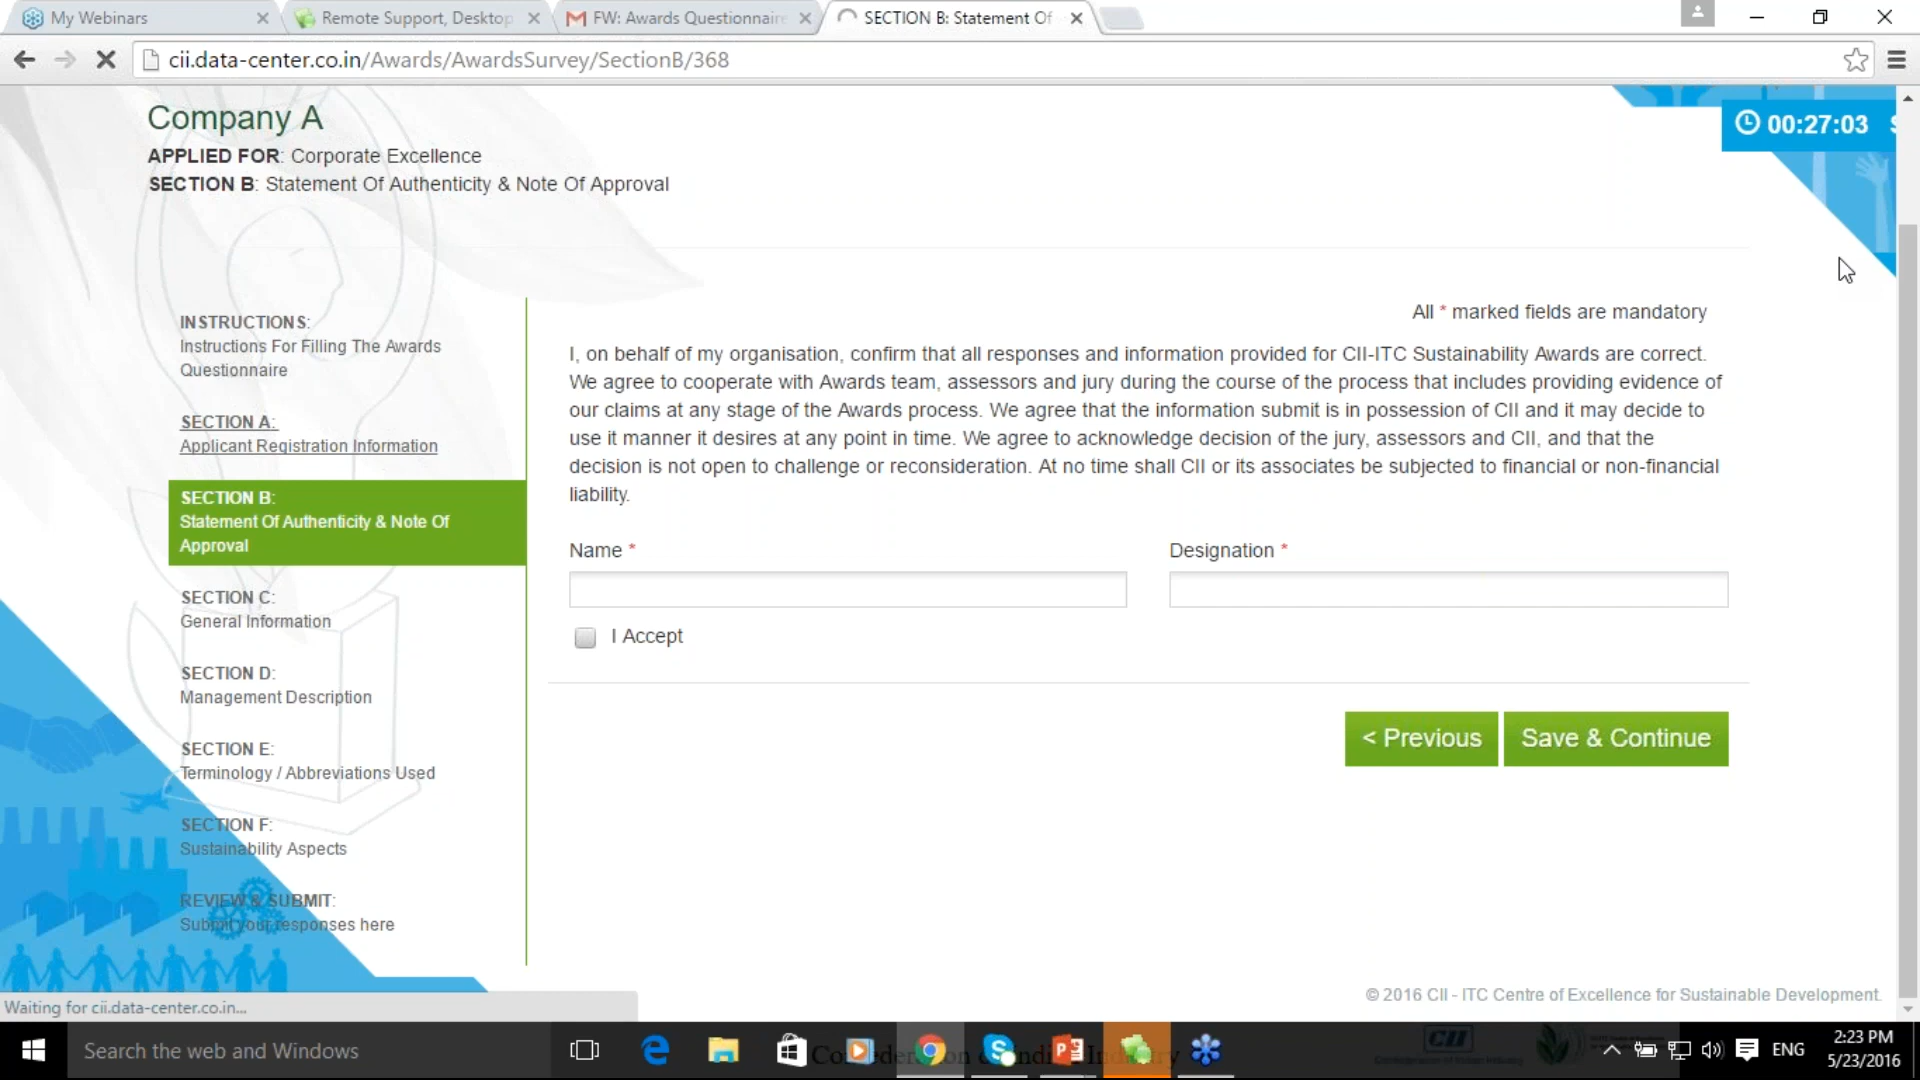 My Webinars
Remote Support, Desktop
FW: Awards Questionnaire
SECTION B: Statement Of
cii.data-center.co.in/Awards/AwardsSurvey/SectionB/368
Company A
00:27:03
APPLIED FOR: Corporate Excellence
SECTION B: Statement Of Authenticity & Note Of Approval
All * marked fields are mandatory
INSTRUCTIONS:
Instructions For Filling The Awards
Questionnaire
SECTION A:
Applicant Registration Information
SECTION B:
Statement Of Authenticity & Note Of
Approval
SECTION C:
General Information
SECTION D:
Management Description
SECTION E:
Terminology / Abbreviations Used
SECTION F:
Sustainability Aspects
REVIEW & SUBMIT:
Submit your responses here
I, on behalf of my organisation, confirm that all responses and information provided for CII-ITC Sustainability Awards are correct.
We agree to cooperate with Awards team, assessors and jury during the course of the process that includes providing evidence of
our claims at any stage of the Awards process. We agree that the information submit is in possession of CII and it may decide to
use it manner it desires at any point in time. We agree to acknowledge decision of the jury, assessors and CII, and that the
decision is not open to challenge or reconsideration. At no time shall CII or its associates be subjected to financial or non-financial
liability.
Name *
Designation *
I Accept
< Previous
Save & Continue
© 2016 CII - ITC Centre of Excellence for Sustainable Development.
Waiting for cii.data-center.co.in...
Search the web and Windows
CII
ENG
2:23 PM
5/23/2016